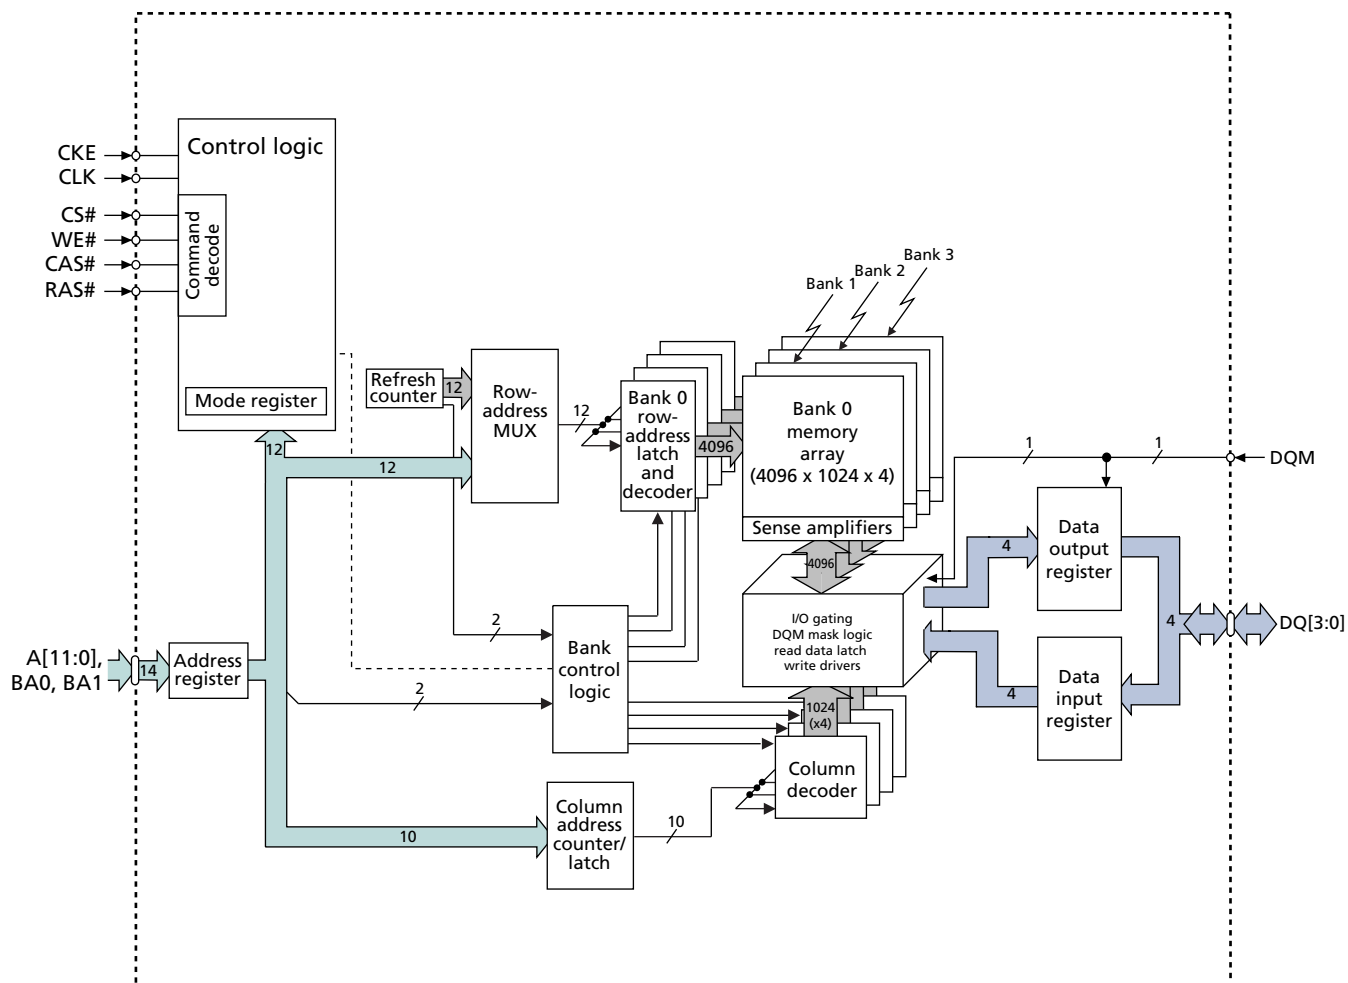 CKE
CLK
CS#
WE#
CAS#
RAS#
Control logic
Command
decode
Mode register
12
Refresh
counter
12
12
Row-
address
MUX
12
Bank 0
row-
address
latch
and
decoder
4096
Bank 1
Bank 2
Bank 3
Bank 0
memory
array
(4096 x 1024 x 4)
Sense amplifiers
4096
I/O gating
DQM mask logic
read data latch
write drivers
1
1
DQM
4
Data
output
register
4
DQ[3:0]
4
Data
input
register
A[11:0],
BA0, BA1
14
Address
register
2
2
Bank
control
logic
1024
(x4)
Column
decoder
10
Column
address
counter/
latch
10